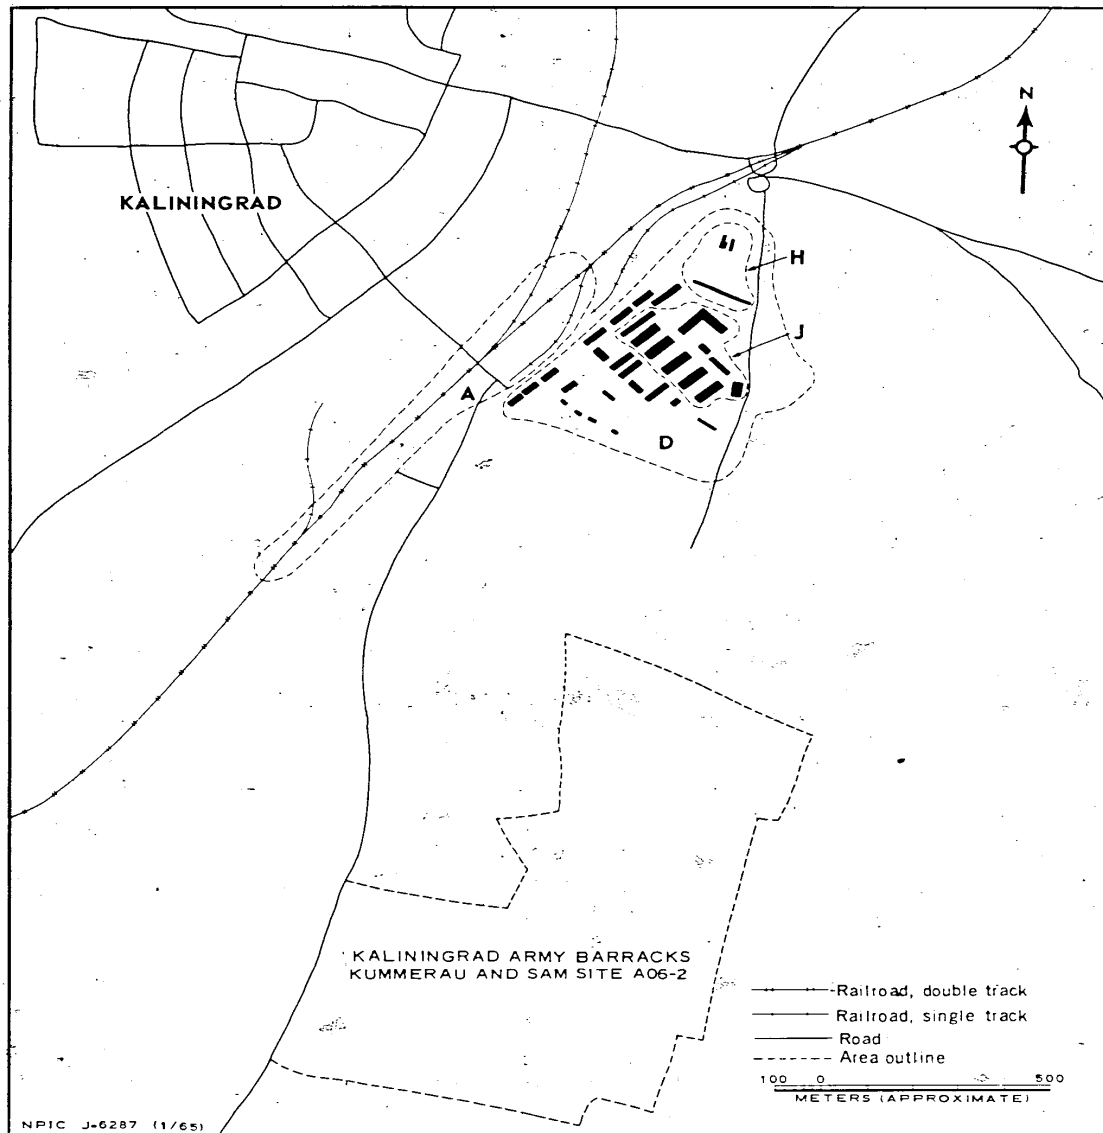 N
KALININGRAD
H
J
A
D
KALININGRAD ARMY BARRACKS
KUMMERAU AND SAM SITE A06-2
Railroad, double track
Railroad, single track
Road
Area outline
100 0 500
METERS (APPROXIMATE)
NPIC J-6287 (1/65)